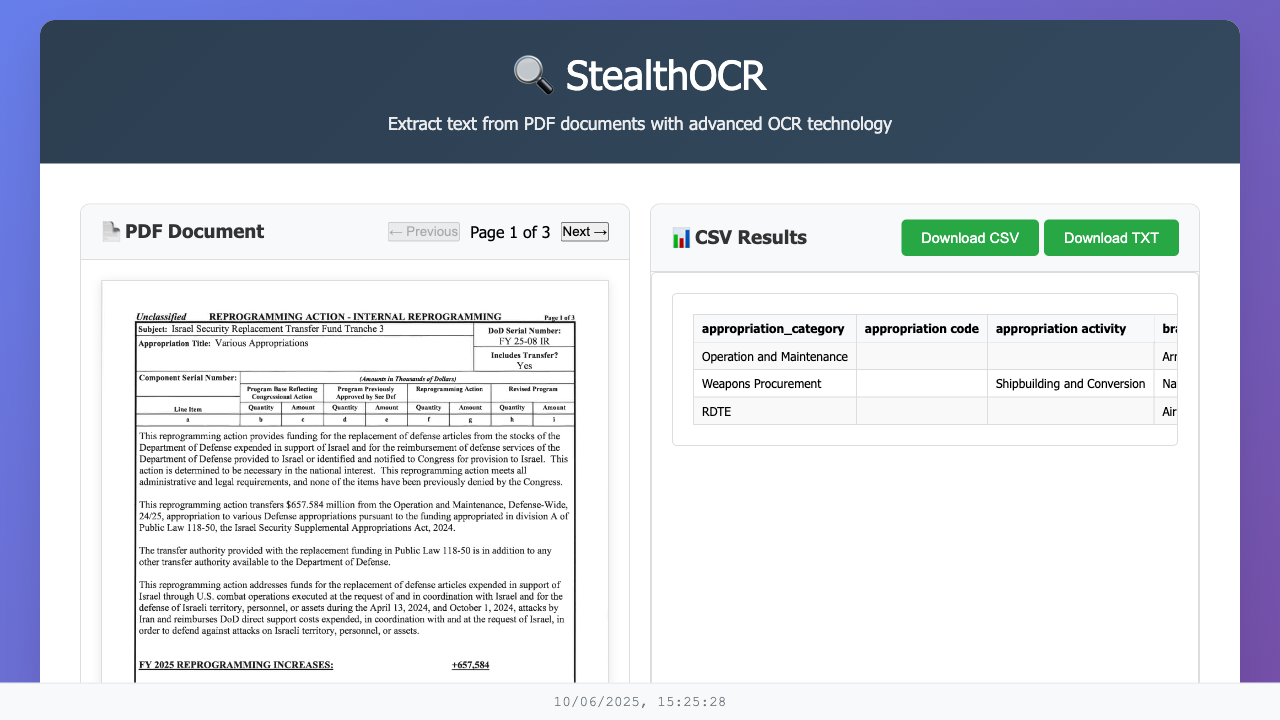 StealthOCR
Extract text from PDF documents with advanced OCR technology
PDF Document
← Previous
Page 1 of 3
Next →
Unclassified REPROGRAMMING ACTION - INTERNAL REPROGRAMMING Page 1 of 3
Subject: Israel Security Replacement Transfer Fund Tranche 3
Appropriation Title: Various Appropriations
DoD Serial Number:
FY 25-08 IR
Includes Transfer?
Yes
Component Serial Number:
(Amounts in Thousands of Dollars)
Program Base Reflecting Congressional Action
Program Previously Approved by Sec Def
Reprogramming Action
Revised Program
Line Item Quantity Amount Quantity Amount Quantity Amount Quantity Amount
a b c d e f g h i
This reprogramming action provides funding for the replacement of defense articles from the stocks of the
Department of Defense expended in support of Israel and for the reimbursement of defense services of the
Department of Defense provided to Israel or identified and notified to Congress for provision to Israel. This
action is determined to be necessary in the national interest. This reprogramming action meets all
administrative and legal requirements, and none of the items have been previously denied by the Congress.
This reprogramming action transfers $657.584 million from the Operation and Maintenance, Defense-Wide,
24/25, appropriation to various Defense appropriations pursuant to the funding appropriated in division A of
Public Law 118-50, the Israel Security Supplemental Appropriations Act, 2024.
The transfer authority provided with the replacement funding in Public Law 118-50 is in addition to any
other transfer authority available to the Department of Defense.
This reprogramming action addresses funds for the replacement of defense articles expended in support of
Israel through U.S. combat operations executed at the request of and in coordination with Israel and for the
defense of Israeli territory, personnel, or assets during the April 13, 2024, and October 1, 2024, attacks by
Iran and reimburses DoD direct support costs expended, in coordination with and at the request of Israel, in
order to defend against attacks on Israeli territory, personnel, or assets.
FY 2025 REPROGRAMMING INCREASES: +657,584
CSV Results
Download CSV
Download TXT
appropriation_category appropriation code appropriation activity bra
Operation and Maintenance Arr
Weapons Procurement Shipbuilding and Conversion Na
RDTE Air
10/06/2025, 15:25:28